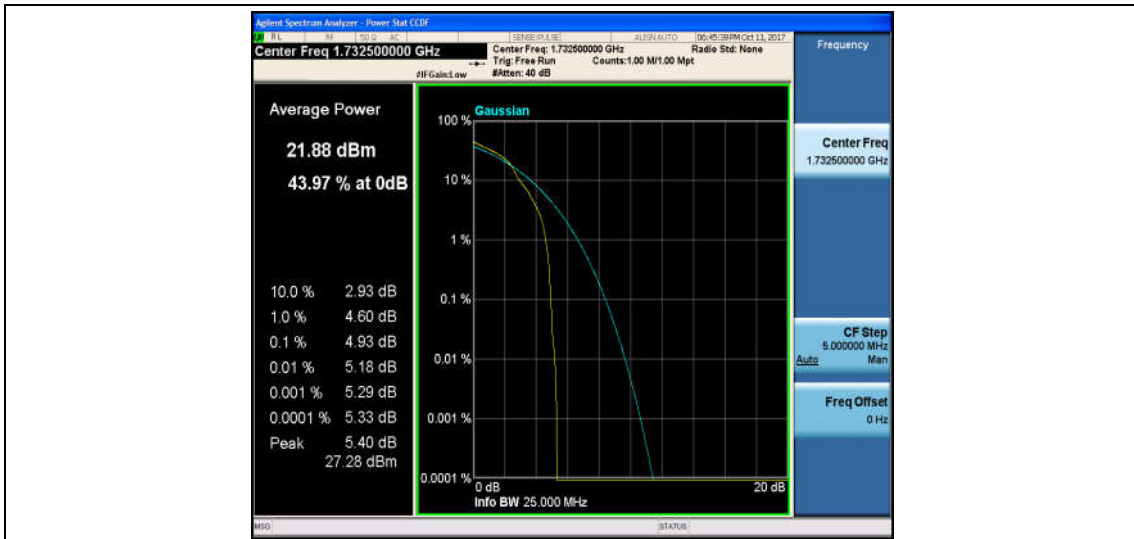 Agilent Spectrum Analyzer - Power Stat CCDF
RL RF 50 Ω AC SENSE:PULSE ALIGN AUTO 06:45:38 PM Oct 11, 2017
Center Freq 1.732500000 GHz
Center Freq: 1.732500000 GHz Radio Std: None
Trig: Free Run Counts:1.00 M/1.00 Mpt
#IFGain:Low #Atten: 40 dB
Frequency
Average Power
21.88 dBm
43.97 % at 0dB
10.0 % 2.93 dB
1.0 % 4.60 dB
0.1 % 4.93 dB
0.01 % 5.18 dB
0.001 % 5.29 dB
0.0001 % 5.33 dB
Peak 5.40 dB
27.28 dBm
Gaussian
100 %
10 %
1 %
0.1 %
0.01 %
0.001 %
0.0001 %
0 dB 20 dB
Info BW 25.000 MHz
Center Freq
1.732500000 GHz
CF Step
5.000000 MHz
Auto Man
Freq Offset
0 Hz
MSG STATUS